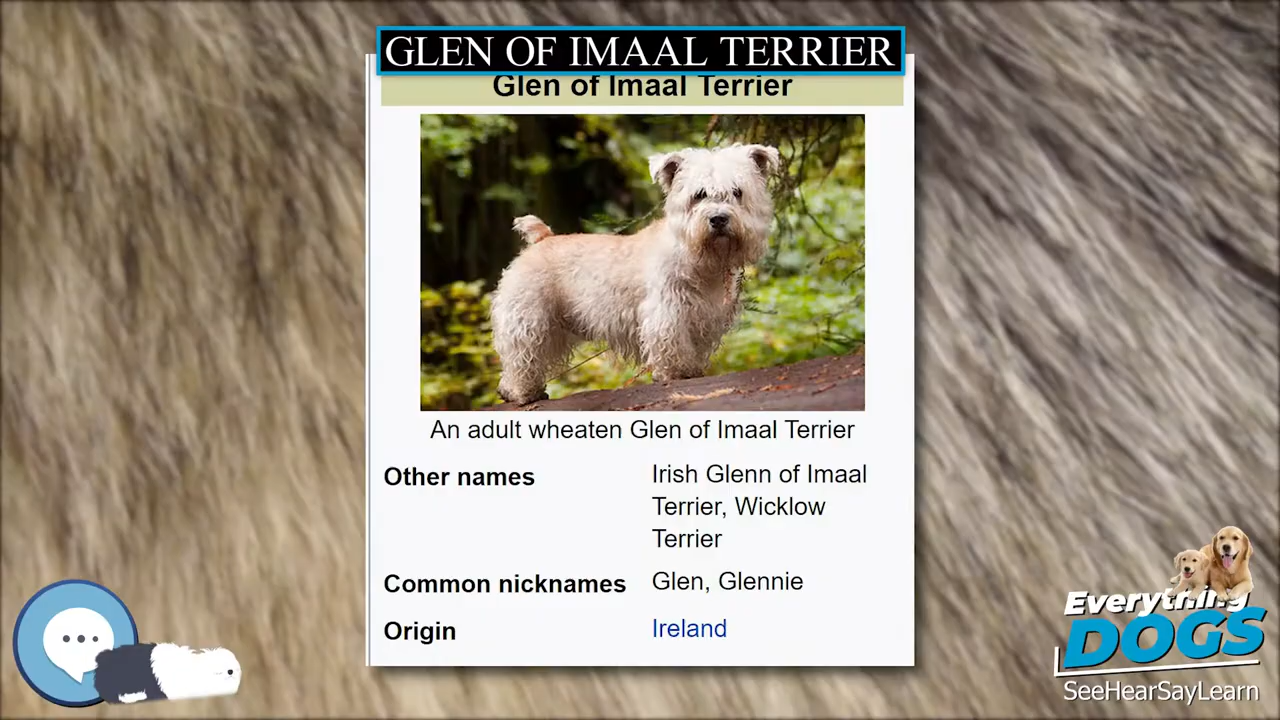 GLEN OF IMAAL TERRIER
Glen of Imaal Terrier
An adult wheaten Glen of Imaal Terrier
Other names
Irish Glenn of Imaal
Terrier, Wicklow
Terrier
Common nicknames
Glen, Glennie
Origin
Ireland
Everything
DOGS
SeeHearSayLearn